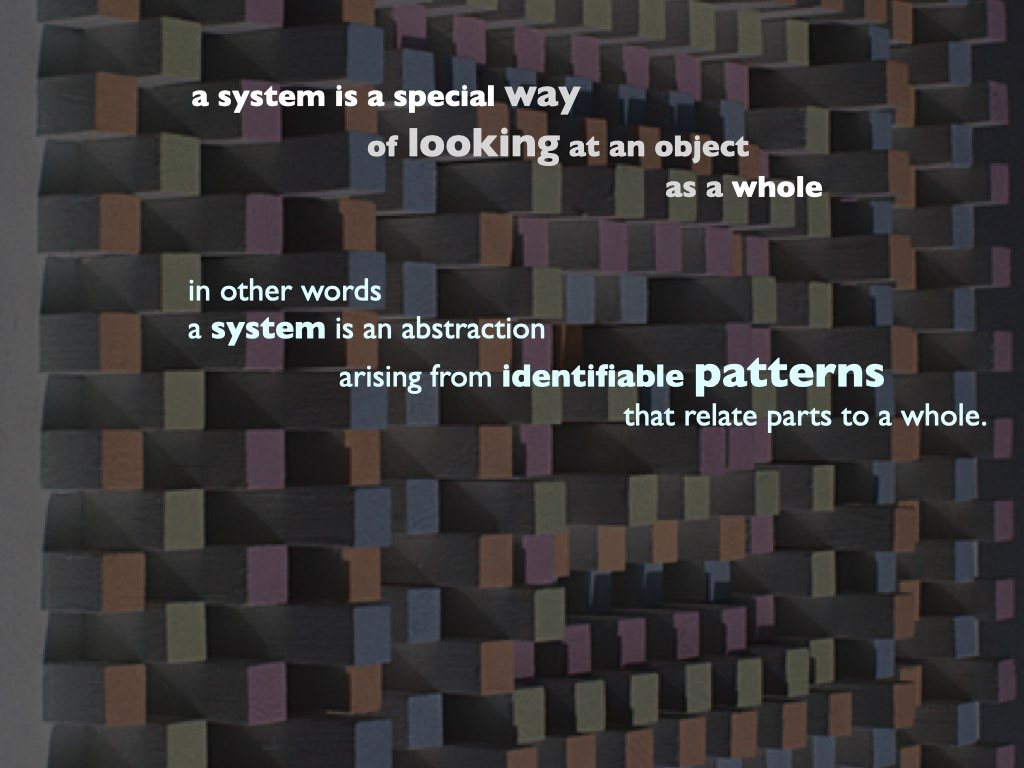 a system is a special way
of looking at an object
as a whole
in other words
a system is an abstraction
arising from identifiable patterns
that relate parts to a whole.